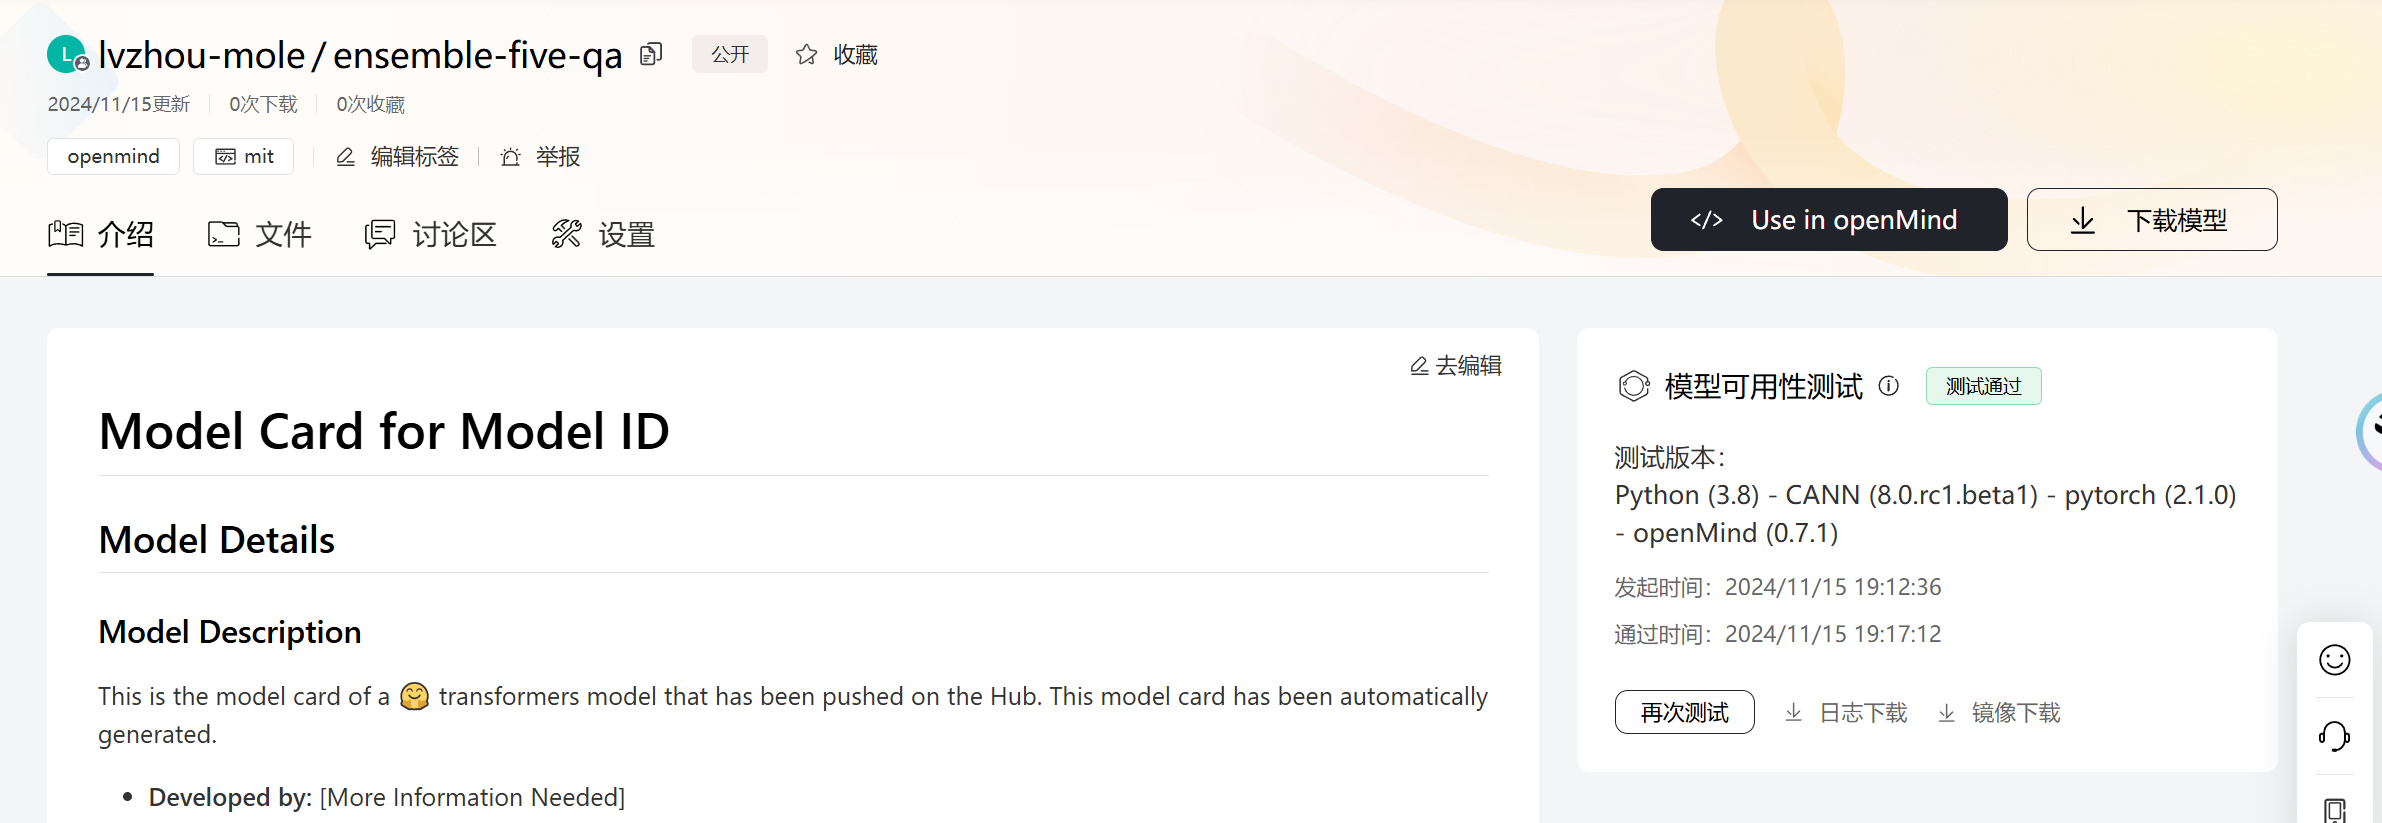 L lvzhou-mole / ensemble-five-qa 公开 收藏
2024/11/15更新 0次下载 0次收藏
openmind mit 编辑标签 举报
介绍 文件 讨论区 设置
Use in openMind 下载模型
去编辑
Model Card for Model ID
Model Details
Model Description
This is the model card of a 🤗 transformers model that has been pushed on the Hub. This model card has been automatically
generated.
• Developed by: [More Information Needed]
模型可用性测试 测试通过
测试版本：
Python (3.8) - CANN (8.0.rc1.beta1) - pytorch (2.1.0)
- openMind (0.7.1)
发起时间：2024/11/15 19:12:36
通过时间：2024/11/15 19:17:12
再次测试 日志下载 镜像下载